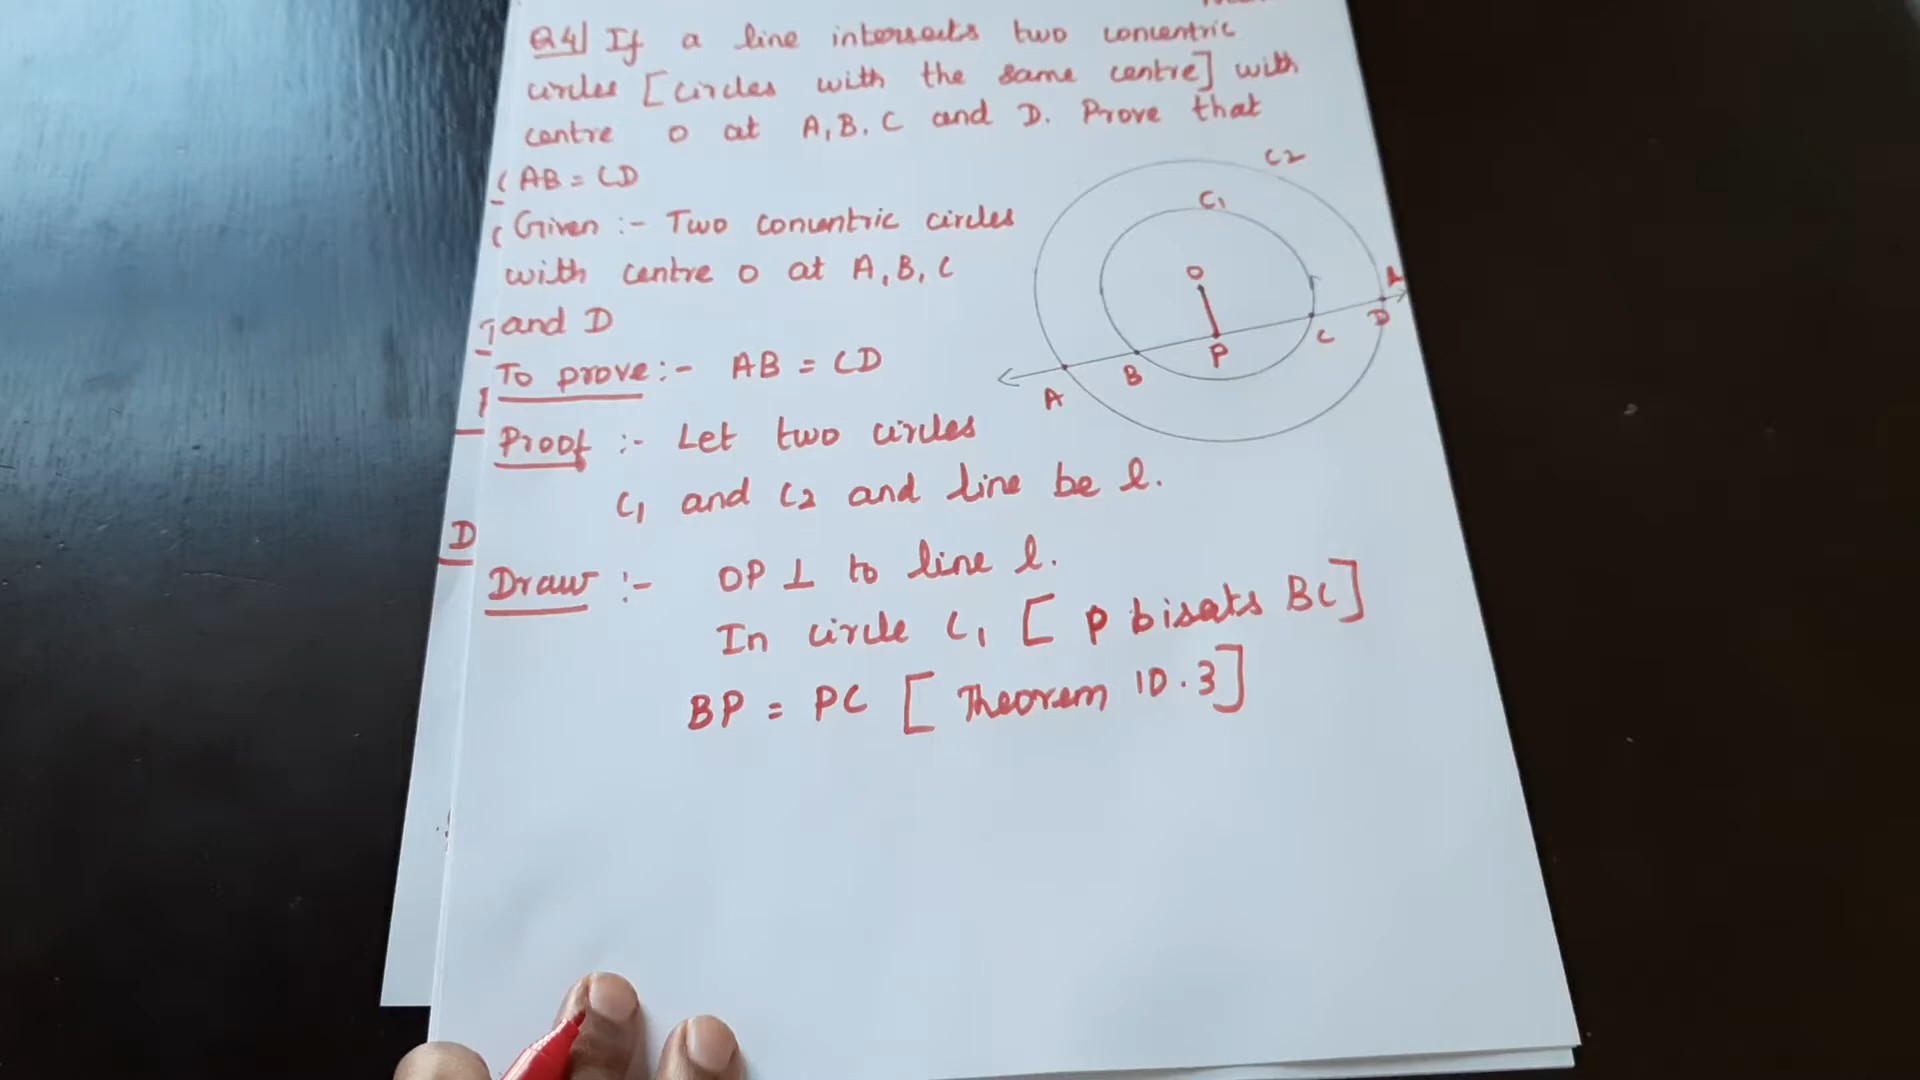 Q4] If a line intersects two concentric
circles [circles with the same centre] with
centre O at A, B, C and D. Prove that
AB = CD
Given :- Two concentric circles
with centre O at A, B, C
and D
To prove :- AB = CD
Proof :- Let two circles
C1 and C2 and line be l.
Draw :- OP ⊥ to line l.
In circle C1 [ P bisats BC]
BP = PC [ Theorem 10.3]
C2
C1
O
P
A
B
C
D
D